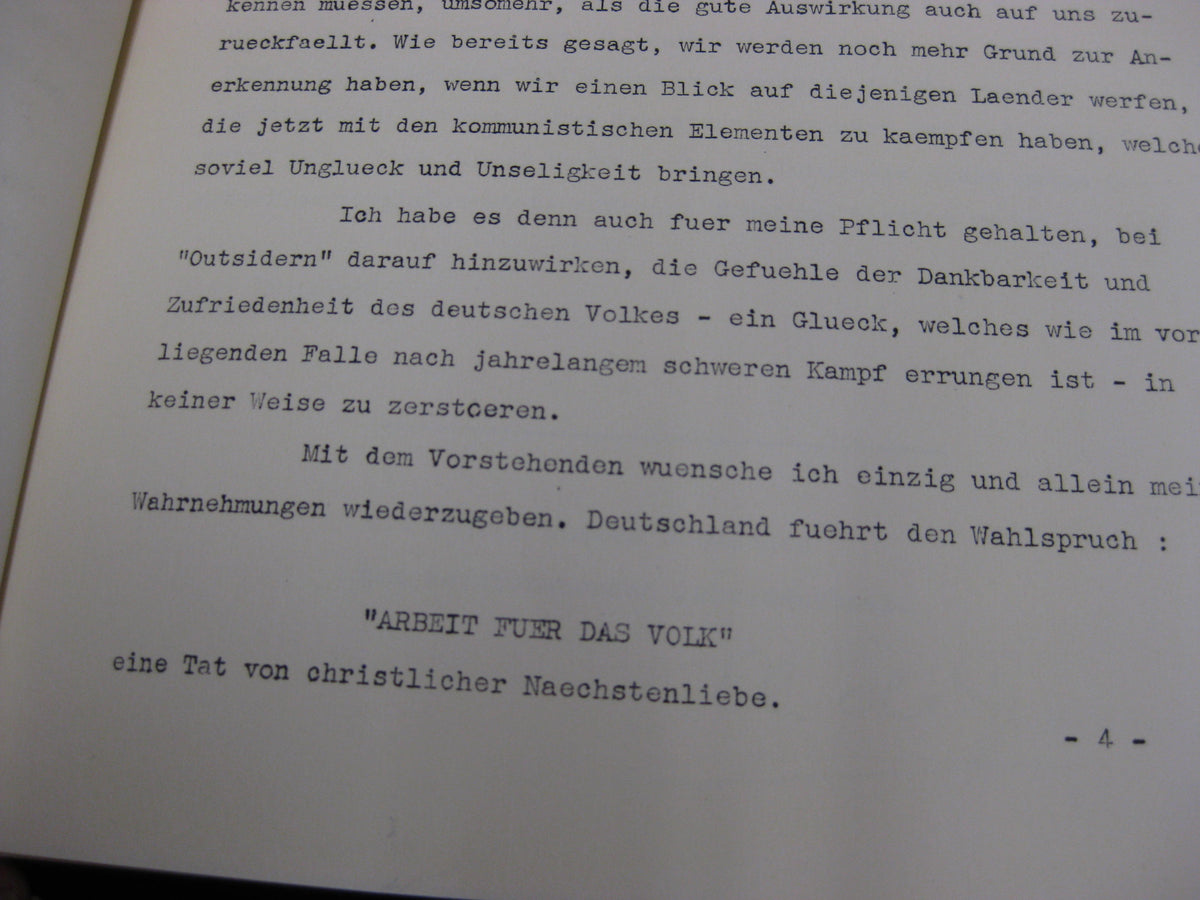 kennen muessen, umsomehr, als die gute Auswirkung auch auf uns zu-
rueckfaellt. Wie bereits gesagt, wir werden noch mehr Grund zur An-
erkennung haben, wenn wir einen Blick auf diejenigen Laender werfen,
die jetzt mit den kommunistischen Elementen zu kaempfen haben, welche
soviel Unglueck und Unseligkeit bringen.
Ich habe es denn auch fuer meine Pflicht gehalten, bei
"Outsidern" darauf hinzuwirken, die Gefuehle der Dankbarkeit und
Zufriedenheit des deutschen Volkes - ein Glueck, welches wie im vor
liegenden Falle nach jahrelangem schweren Kampf errungen ist - in
keiner Weise zu zerstoeren.
Mit dem Vorstehenden wuensche ich einzig und allein mei
Wahrnehmungen wiederzugeben. Deutschland fuehrt den Wahlspruch :
"ARBEIT FUER DAS VOLK"
eine Tat von christlicher Naechstenliebe.
- 4 -